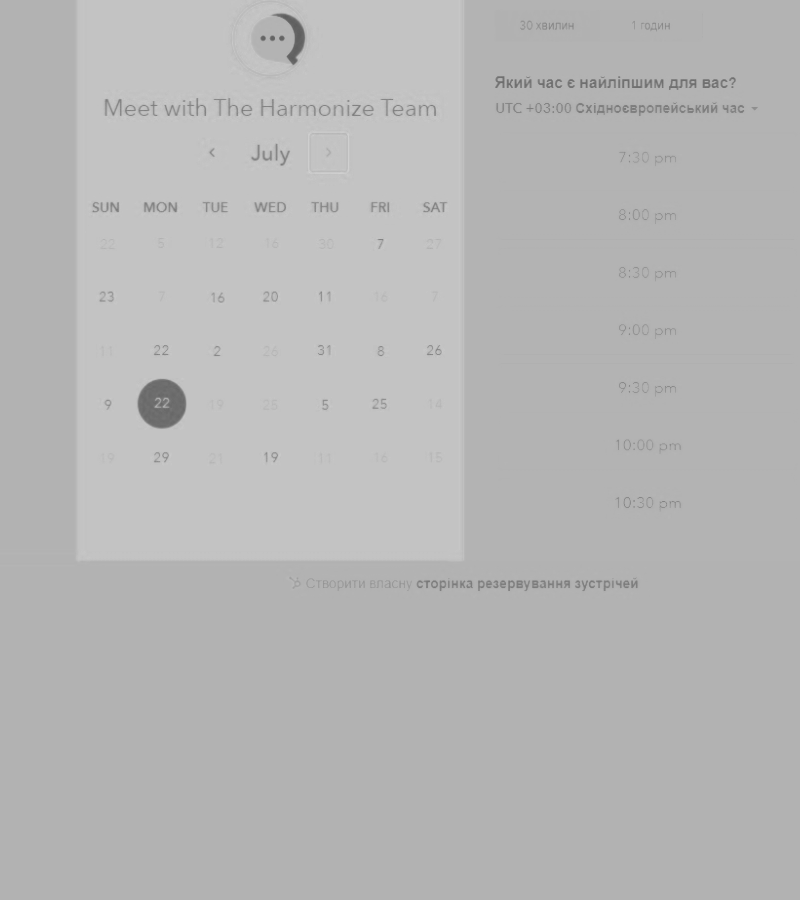 30 хвилин 1 годин
Який час є найліпшим для вас?
UTC +03:00 Східноєвропейський час
Meet with The Harmonize Team
July
SUN MON TUE WED THU FRI SAT
22 5 12 16 30 7 27
23 7 16 20 11 16 7
11 22 2 26 31 8 26
9 22 19 25 5 25 14
19 29 21 19 11 16 15
7:30 pm
8:00 pm
8:30 pm
9:00 pm
9:30 pm
10:00 pm
10:30 pm
Створити власну сторінка резервування зустрічей